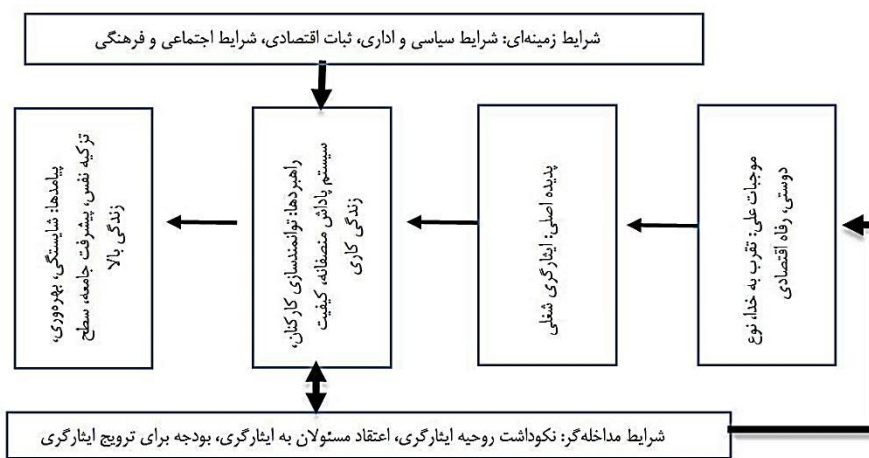 شرایط زمینه‌ای: شرایط سیاسی و اداری، ثبات اقتصادی، شرایط اجتماعی و فرهنگی
موجبات علی: تقرب به خدا، نوع
دوستی، رفاه اقتصادی
پدیده اصلی: ایثارگری شغلی
راهبردها: توانمندسازی کارکنان،
سیستم پاداش منصفانه، کیفیت
زندگی کاری
پیامدها: شایستگی، بهره‌وری،
تزکیه نفس، پیشرفت جامعه، سطح
زندگی بالا
شرایط مداخله‌گر: نکوداشت روحیه ایثارگری، اعتقاد مسئولان به ایثارگری، بودجه برای ترویج ایثارگری